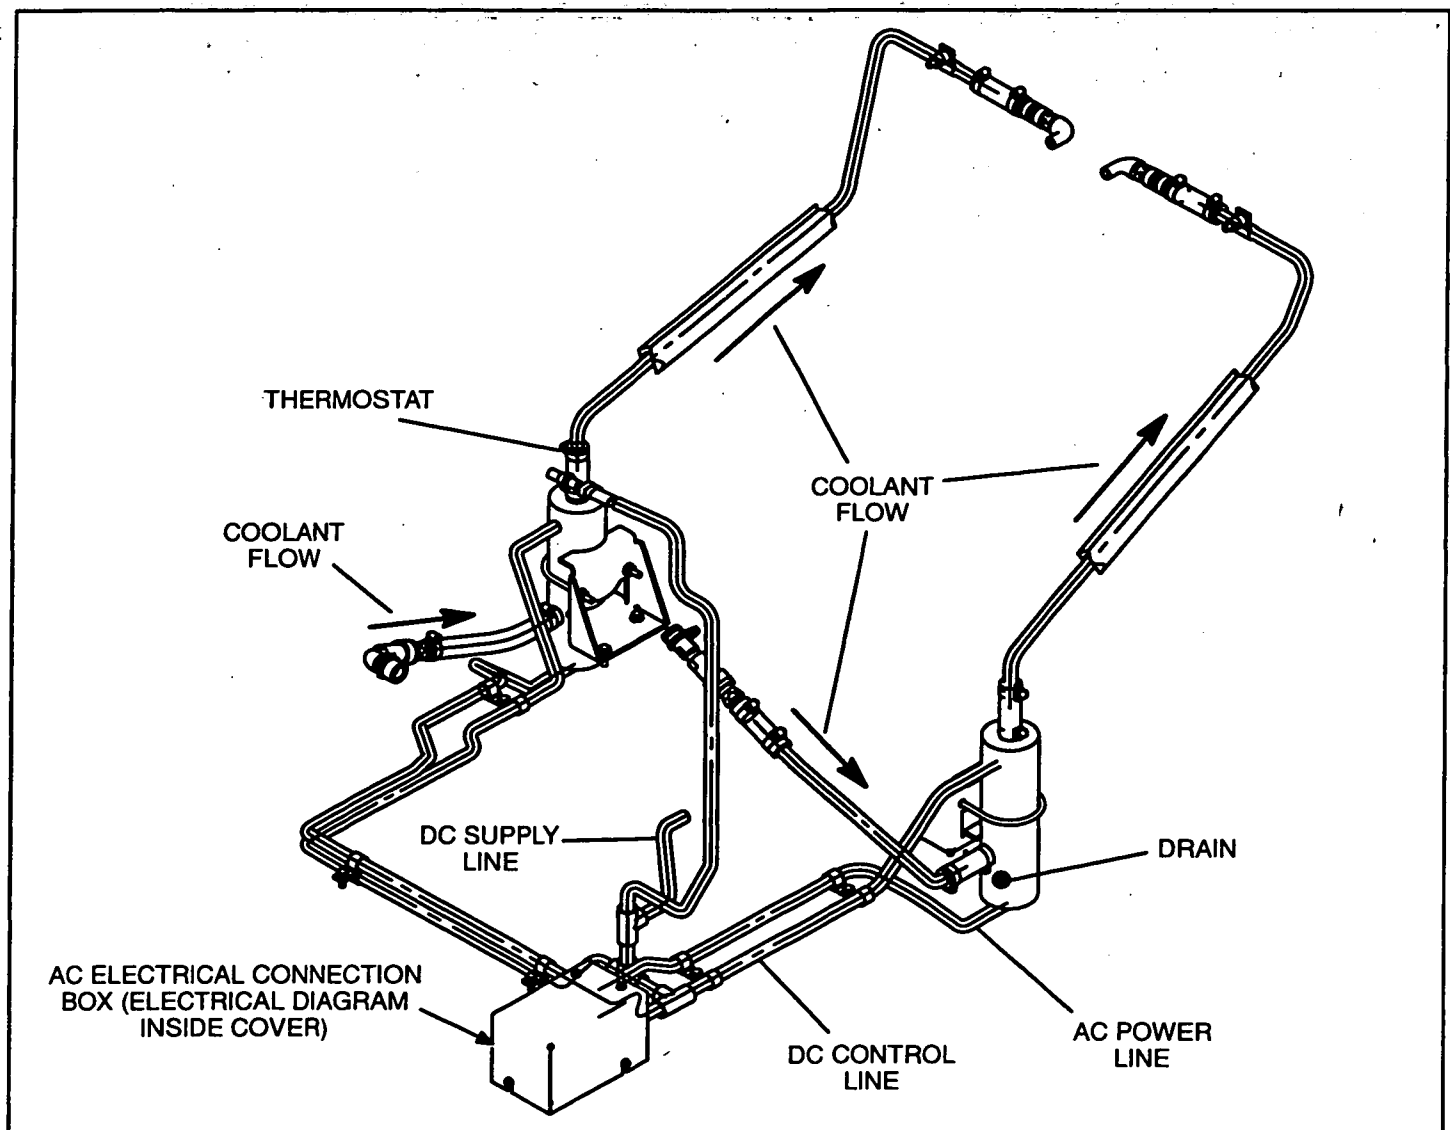 THERMOSTAT
COOLANT
FLOW
COOLANT
FLOW
DC SUPPLY
LINE
DRAIN
AC ELECTRICAL CONNECTION
BOX (ELECTRICAL DIAGRAM
INSIDE COVER)
DC CONTROL
LINE
AC POWER
LINE